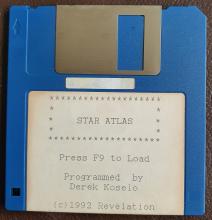 * * * * * * * * * * *
* STAR ATLAS *
* * * * * * * * * * *
Press F9 to Load
Programmed by
Derek Koselo
(c)1992 Revelation